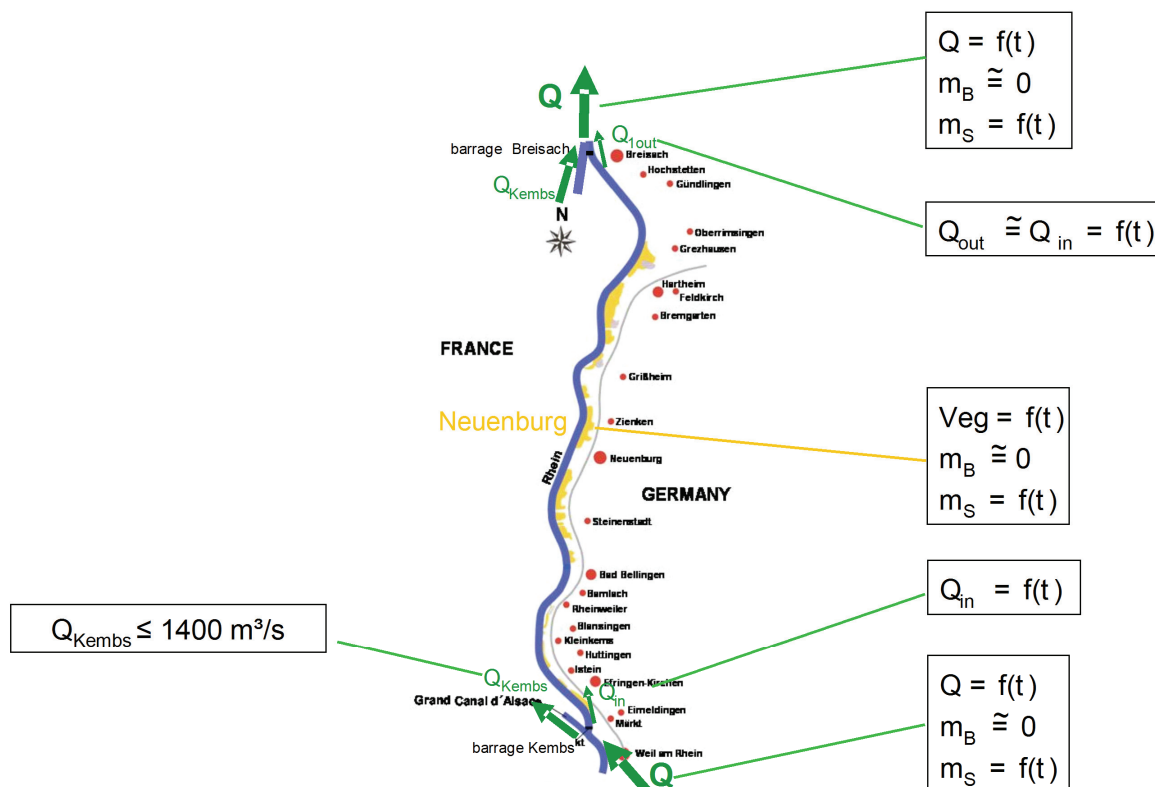 Q = f(t)
m_B ≅ 0
m_S = f(t)
Q
Q_1out
barrage Breisach
Breisach
Hochstetten
Gündlingen
Q_Kembs
N
Q_out ≅ Q_in = f(t)
Oberrimsingen
Grezhausen
Hartheim
Feldkirch
Bremgarten
FRANCE
Grißheim
Neuenburg
Zienken
Veg = f(t)
m_B ≅ 0
m_S = f(t)
Neuenburg
Rhein
GERMANY
Steinenstadt
Bad Bellingen
Bamlach
Rheinweiler
Q_in = f(t)
Q_Kembs ≤ 1400 m³/s
Blansingen
Kleinkems
Huttingen
Istein
Q_Kembs
Efringen-Kirchen
Q_in
Grand Canal d´Alsace
Eimeldingen
Märkt
barrage Kembs
kt
Weil am Rhein
Q
Q = f(t)
m_B ≅ 0
m_S = f(t)